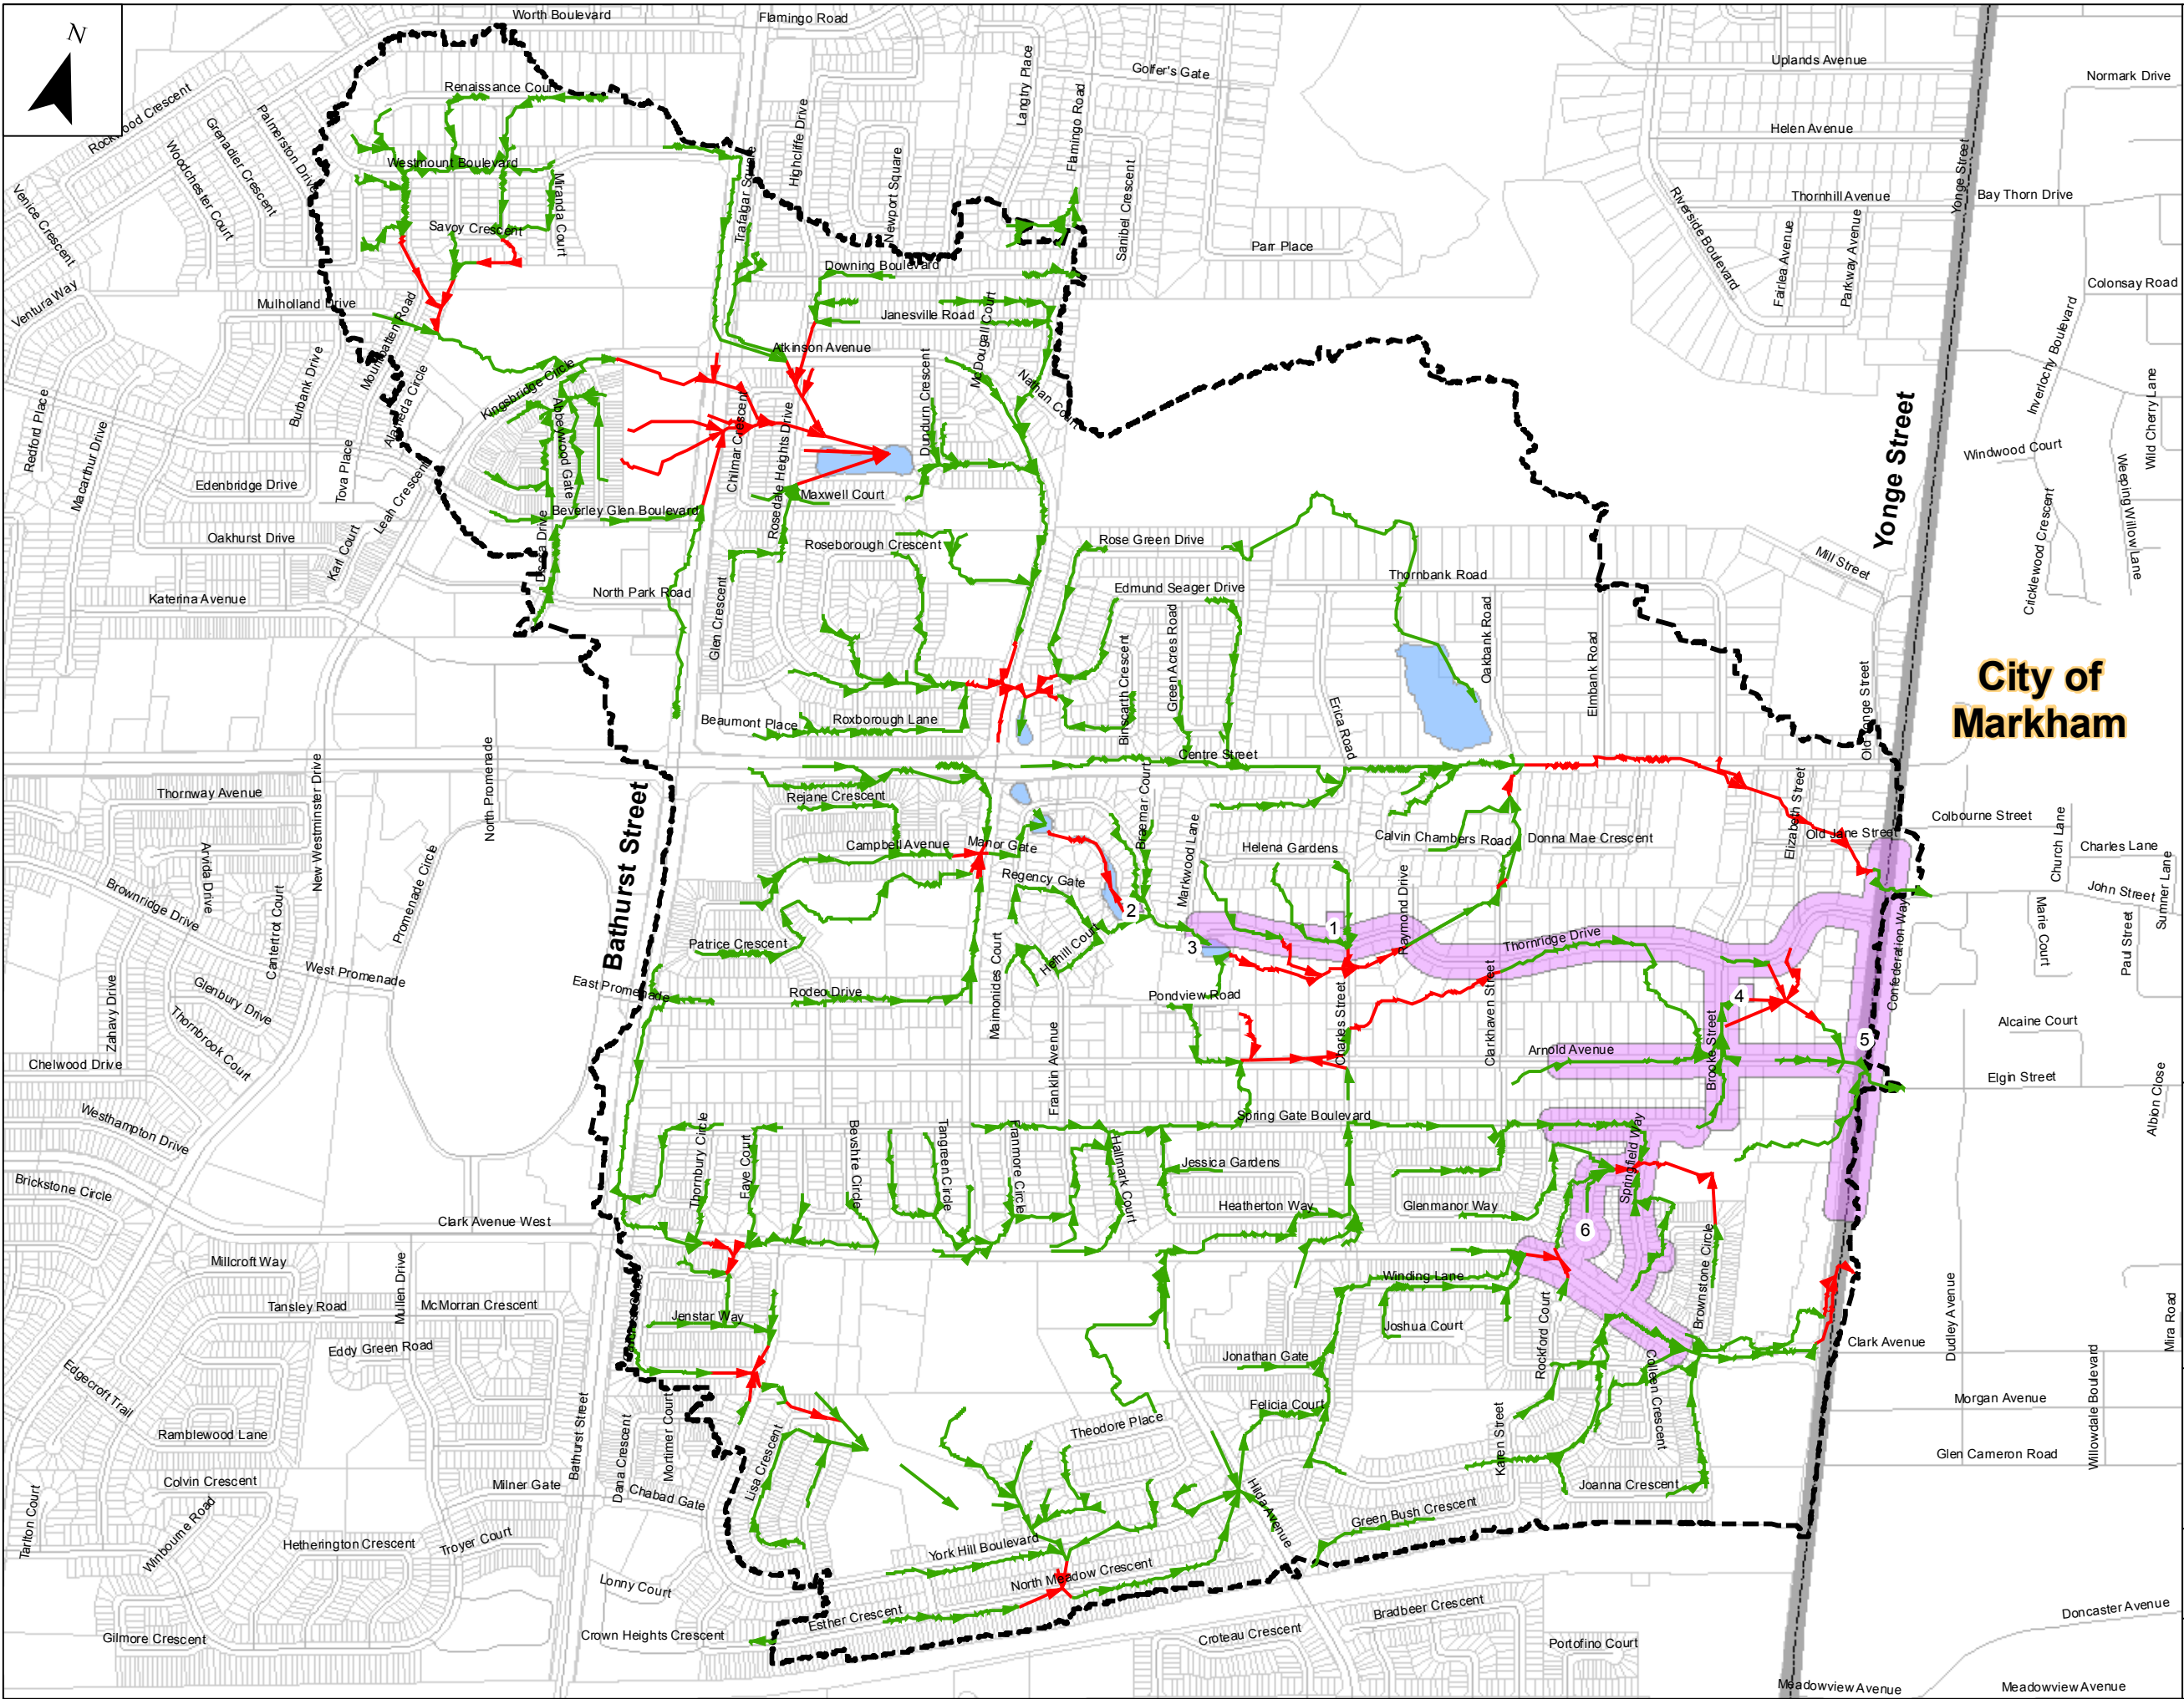 N
Worth Boulevard
Flamingo Road
Langtry Place
Golfer's Gate
Uplands Avenue
Normark Drive
Rockwood Crescent
Renaissance Court
Palmerston Drive
Grenadier Crescent
Woodchester Court
Highcliffe Drive
Flamingo Road
Helen Avenue
Westmount Boulevard
Newport Square
Trafalgar Square
Sanibel Crescent
Yonge Street
Venice Crescent
Miranda Court
Savoy Crescent
Riverside Boulevard
Thornhill Avenue
Bay Thorn Drive
Parr Place
Parkway Avenue
Fairlea Avenue
Downing Boulevard
Ventura Way
Mulholland Drive
Mountbatten Road
Janesville Road
McDougall Court
Colonsay Road
Inverlochy Boulevard
Atkinson Avenue
Burbank Drive
Alameda Circle
Kingsbridge Circle
Dundurn Crescent
Nathan Court
Wild Cherry Lane
Redford Place
Macarthur Drive
Abbeywood Gate
Chilmar Crescent
Rosedale Heights Drive
Windwood Court
Weeping Willow Lane
Yonge Street
Edenbridge Drive
Tova Place
Leah Crescent
Maxwell Court
Beverley Glen Boulevard
Cricklewood Crescent
Oakhurst Drive
Karl Court
Disera Drive
Roseborough Crescent
Rose Green Drive
Mill Street
Thornbank Road
Katerina Avenue
North Park Road
Glen Crescent
Edmund Seager Drive
Oakbank Road
Elmbank Road
Green Acres Road
Binscarth Crescent
Erica Road
Old Yonge Street
City of
Markham
Beaumont Place
Roxborough Lane
Centre Street
North Promenade
New Westminster Drive
Thornway Avenue
Rejane Crescent
Bathurst Street
Braemar Court
Markwood Lane
Elizabeth Street
Colbourne Street
Old Jane Street
Campbell Avenue
Manor Gate
Helena Gardens
Calvin Chambers Road
Donna Mae Crescent
Church Lane
Charles Lane
Arvida Drive
Promenade Circle
Regency Gate
Brownridge Drive
Cantertrot Court
Raymond Drive
John Street
Sumner Lane
Marie Court
Paul Street
Confederation Way
2
1
3
Patrice Crescent
Helhill Court
Thornridge Drive
West Promenade
East Promenade
Rodeo Drive
Maimonides Court
Pondview Road
Clarkhaven Street
4
Glenbury Drive
Zahavy Drive
Thornbrook Court
Charles Street
Brooke Street
Alcaine Court
5
Chelwood Drive
Arnold Avenue
Elgin Street
Franklin Avenue
Albion Close
Westhampton Drive
Spring Gate Boulevard
Thornbury Circle
Faye Court
Bevshire Circle
Tangreen Circle
Franmore Circle
Hallmark Court
Jessica Gardens
Springfield Way
Brickstone Circle
Heatherton Way
Glenmanor Way
Clark Avenue West
6
Millcroft Way
Mullen Drive
Winding Lane
Brownstone Circle
Tansley Road
McMorran Crescent
Jenstar Way
Joshua Court
Rockford Court
Dudley Avenue
Mira Road
Eddy Green Road
Jonathan Gate
Clark Avenue
Edgecroft Trail
Colleen Crescent
Willowdale Boulevard
Morgan Avenue
Bathurst Street
Mortimer Court
Dana Crescent
Lisa Crescent
Theodore Place
Felicia Court
Ramblewood Lane
Karen Street
Glen Cameron Road
Colvin Crescent
Milner Gate
Chabad Gate
Joanna Crescent
Tarlton Court
Winbourne Road
Hilda Avenue
Green Bush Crescent
Hetherington Crescent
Troyer Court
York Hill Boulevard
North Meadow Crescent
Lonny Court
Esther Crescent
Bradbeer Crescent
Doncaster Avenue
Gilmore Crescent
Crown Heights Crescent
Croteau Crescent
Portofino Court
Meadowview Avenue
Meadowview Avenue